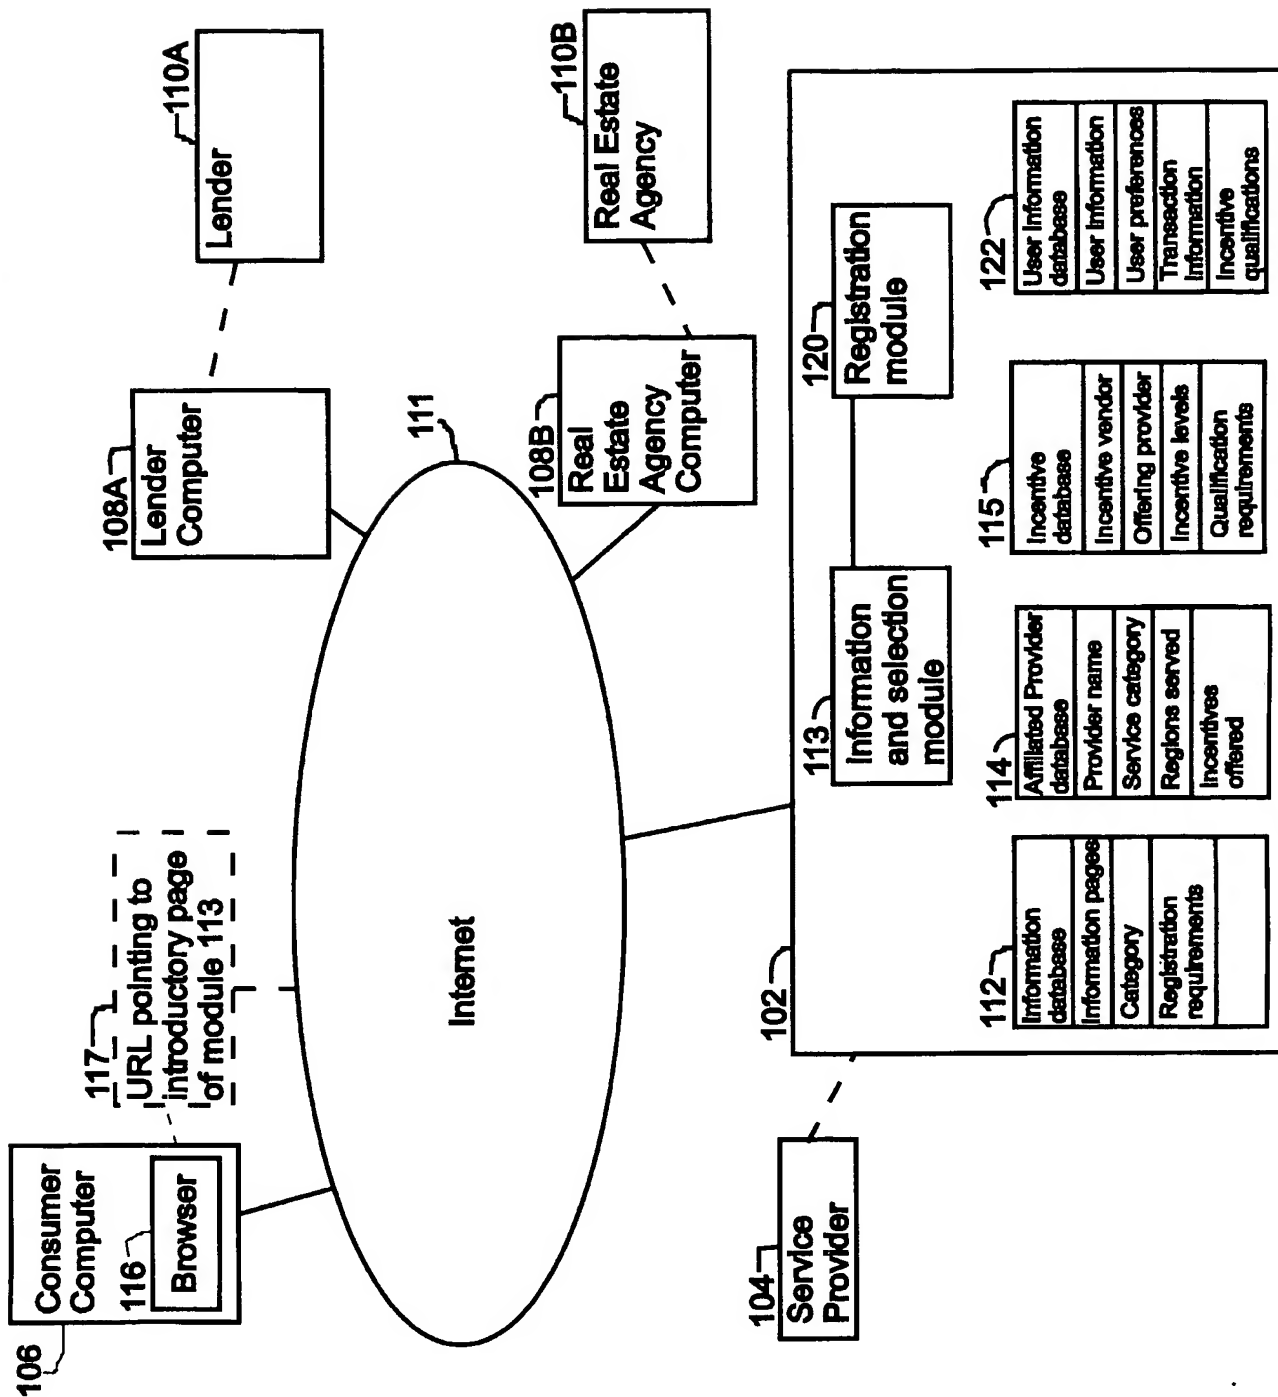 106
Consumer
Computer
116
Browser
117
URL pointing to
introductory page
of module 113
108A
Lender
Computer
110A
Lender
111
Internet
108B
Real
Estate
Agency
Computer
110B
Real Estate
Agency
104
Service
Provider
102
113
Information
and selection
module
120
Registration
module
112
Information
database
Information pages
Category
Registration
requirements
114
Affiliated Provider
database
Provider name
Service category
Regions served
Incentives
offered
115
Incentive
database
Incentive vendor
Offering provider
Incentive levels
Qualification
requirements
122
User Information
database
User Information
User preferences
Transaction
Information
Incentive
qualifications